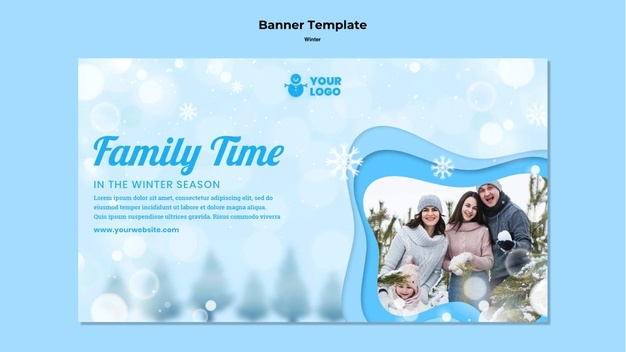 Banner Template
Winter
YOUR
LOGO
Family Time
IN THE WINTER SEASON
Lorem ipsum dolor sit amet, consectetur adipiscing elit, sed do
eiusmod tempor incididunt ut labore et dolore magna aliqua.
Quis ipsum suspendisse ultrices gravida. Risus commodo viverra
www.yourwebsite.com